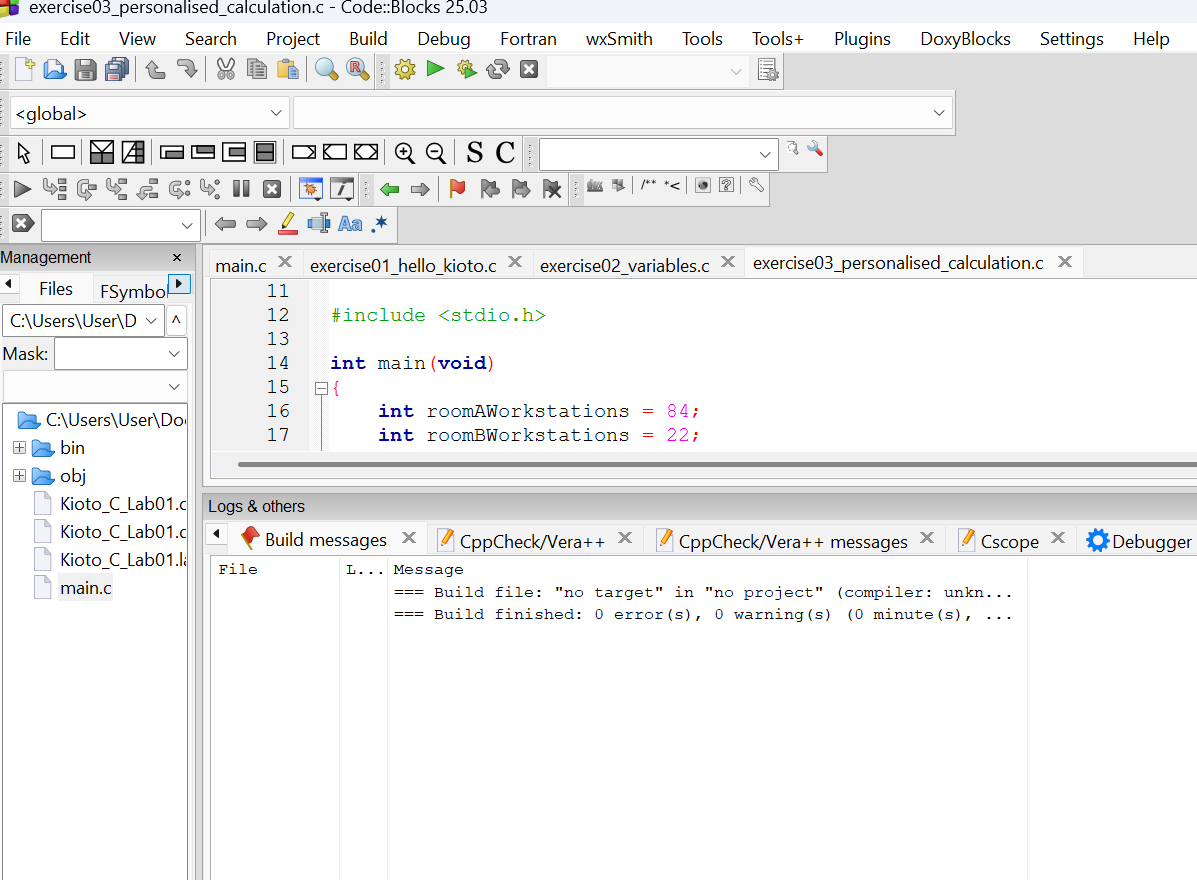 exercise03_personalised_calculation.c - Code::Blocks 25.03
File Edit View Search Project Build Debug Fortran wxSmith Tools Tools+ Plugins DoxyBlocks Settings Help
<global>
S C
/** *<
Aa .*
Management
Files FSymbol
C:\Users\User\D
Mask:
C:\Users\User\Do
bin
obj
Kioto_C_Lab01.c
Kioto_C_Lab01.c
Kioto_C_Lab01.la
main.c
main.c exercise01_hello_kioto.c exercise02_variables.c exercise03_personalised_calculation.c
11
12 #include <stdio.h>
13
14 int main(void)
15 {
16 int roomAWorkstations = 84;
17 int roomBWorkstations = 22;
Logs & others
Build messages CppCheck/Vera++ CppCheck/Vera++ messages Cscope Debugger
File L... Message
=== Build file: "no target" in "no project" (compiler: unkn...
=== Build finished: 0 error(s), 0 warning(s) (0 minute(s), ...